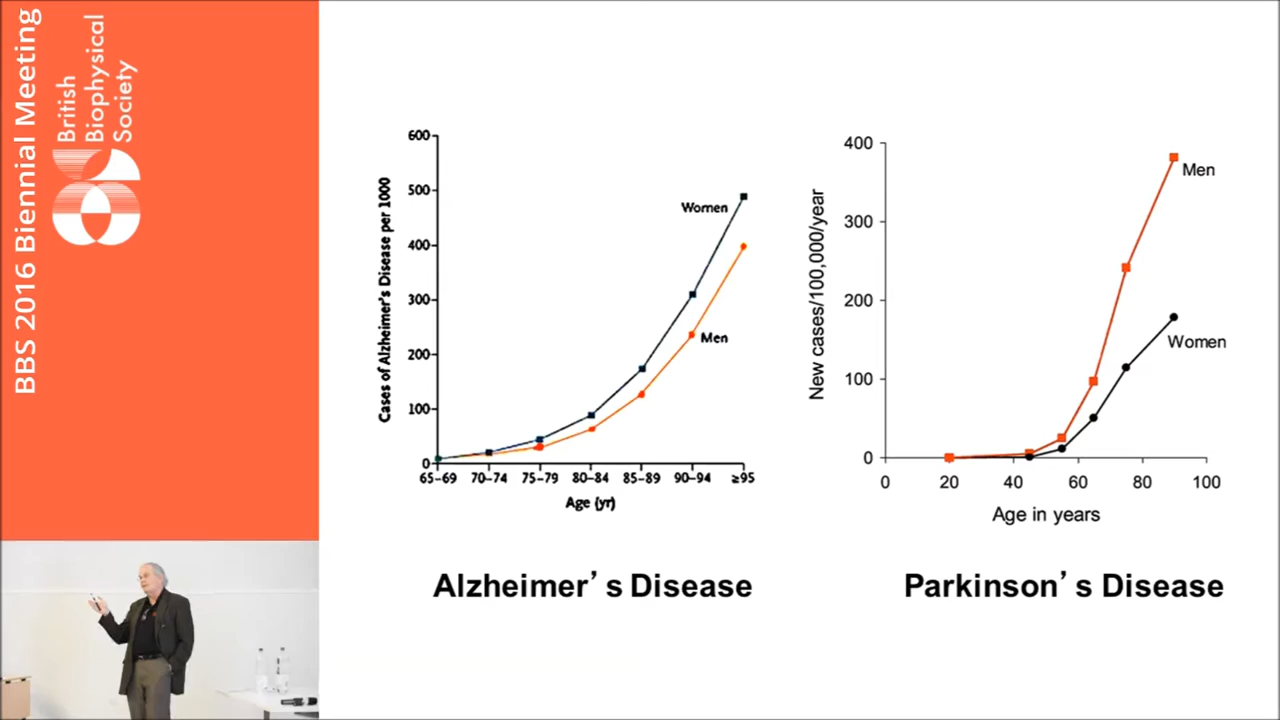 BBS 2016 Biennial Meeting
British
Biophysical
Society
600
500
400
300
200
100
0
Cases of Alzheimer's Disease per 1000
Women
Men
65–69 70–74 75–79 80–84 85–89 90–94 ≥95
Age (yr)
Alzheimer's Disease
400
300
200
100
0
New cases/100,000/year
Men
Women
0 20 40 60 80 100
Age in years
Parkinson's Disease